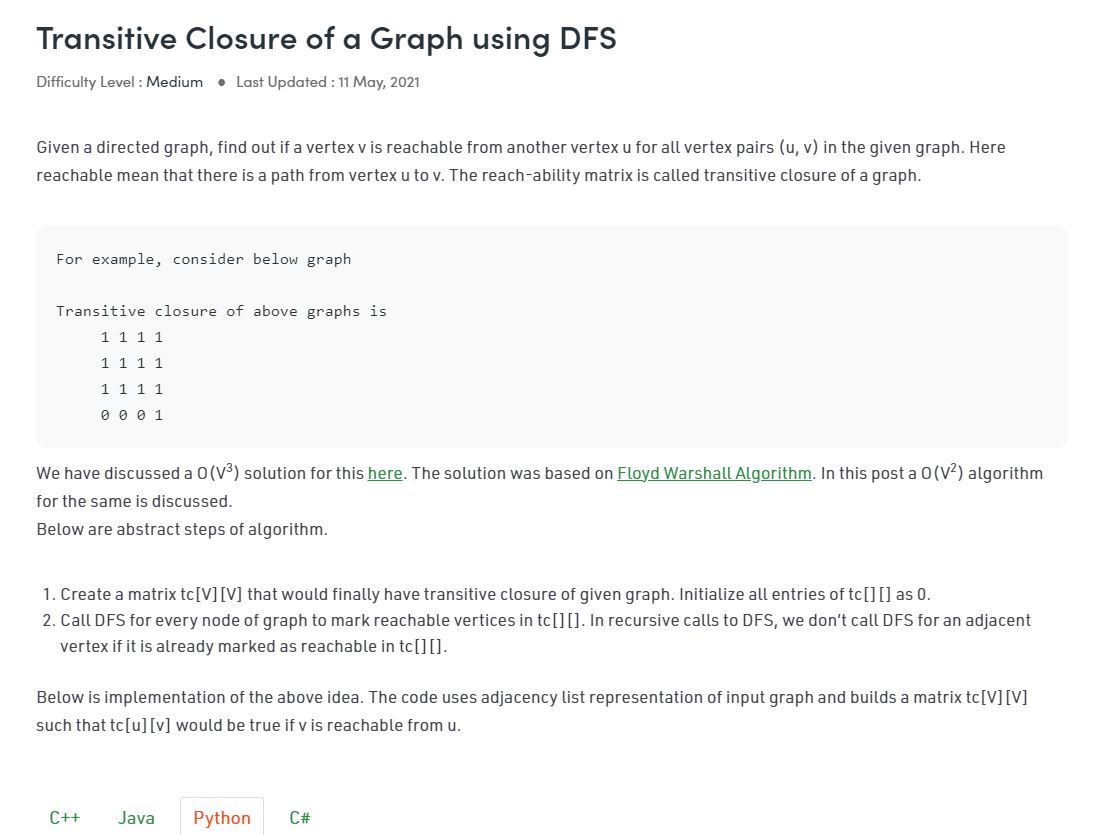 Transitive Closure of a Graph using DFS
Difficulty Level : Medium ● Last Updated : 11 May, 2021
Given a directed graph, find out if a vertex v is reachable from another vertex u for all vertex pairs (u, v) in the given graph. Here
reachable mean that there is a path from vertex u to v. The reach-ability matrix is called transitive closure of a graph.
For example, consider below graph
Transitive closure of above graphs is
1 1 1 1
1 1 1 1
1 1 1 1
0 0 0 1
We have discussed a O(V³) solution for this here. The solution was based on Floyd Warshall Algorithm. In this post a O(V²) algorithm
for the same is discussed.
Below are abstract steps of algorithm.
1. Create a matrix tc[V][V] that would finally have transitive closure of given graph. Initialize all entries of tc[][] as 0.
2. Call DFS for every node of graph to mark reachable vertices in tc[][]. In recursive calls to DFS, we don’t call DFS for an adjacent
vertex if it is already marked as reachable in tc[][].
Below is implementation of the above idea. The code uses adjacency list representation of input graph and builds a matrix tc[V][V]
such that tc[u][v] would be true if v is reachable from u.
C++ Java Python C#